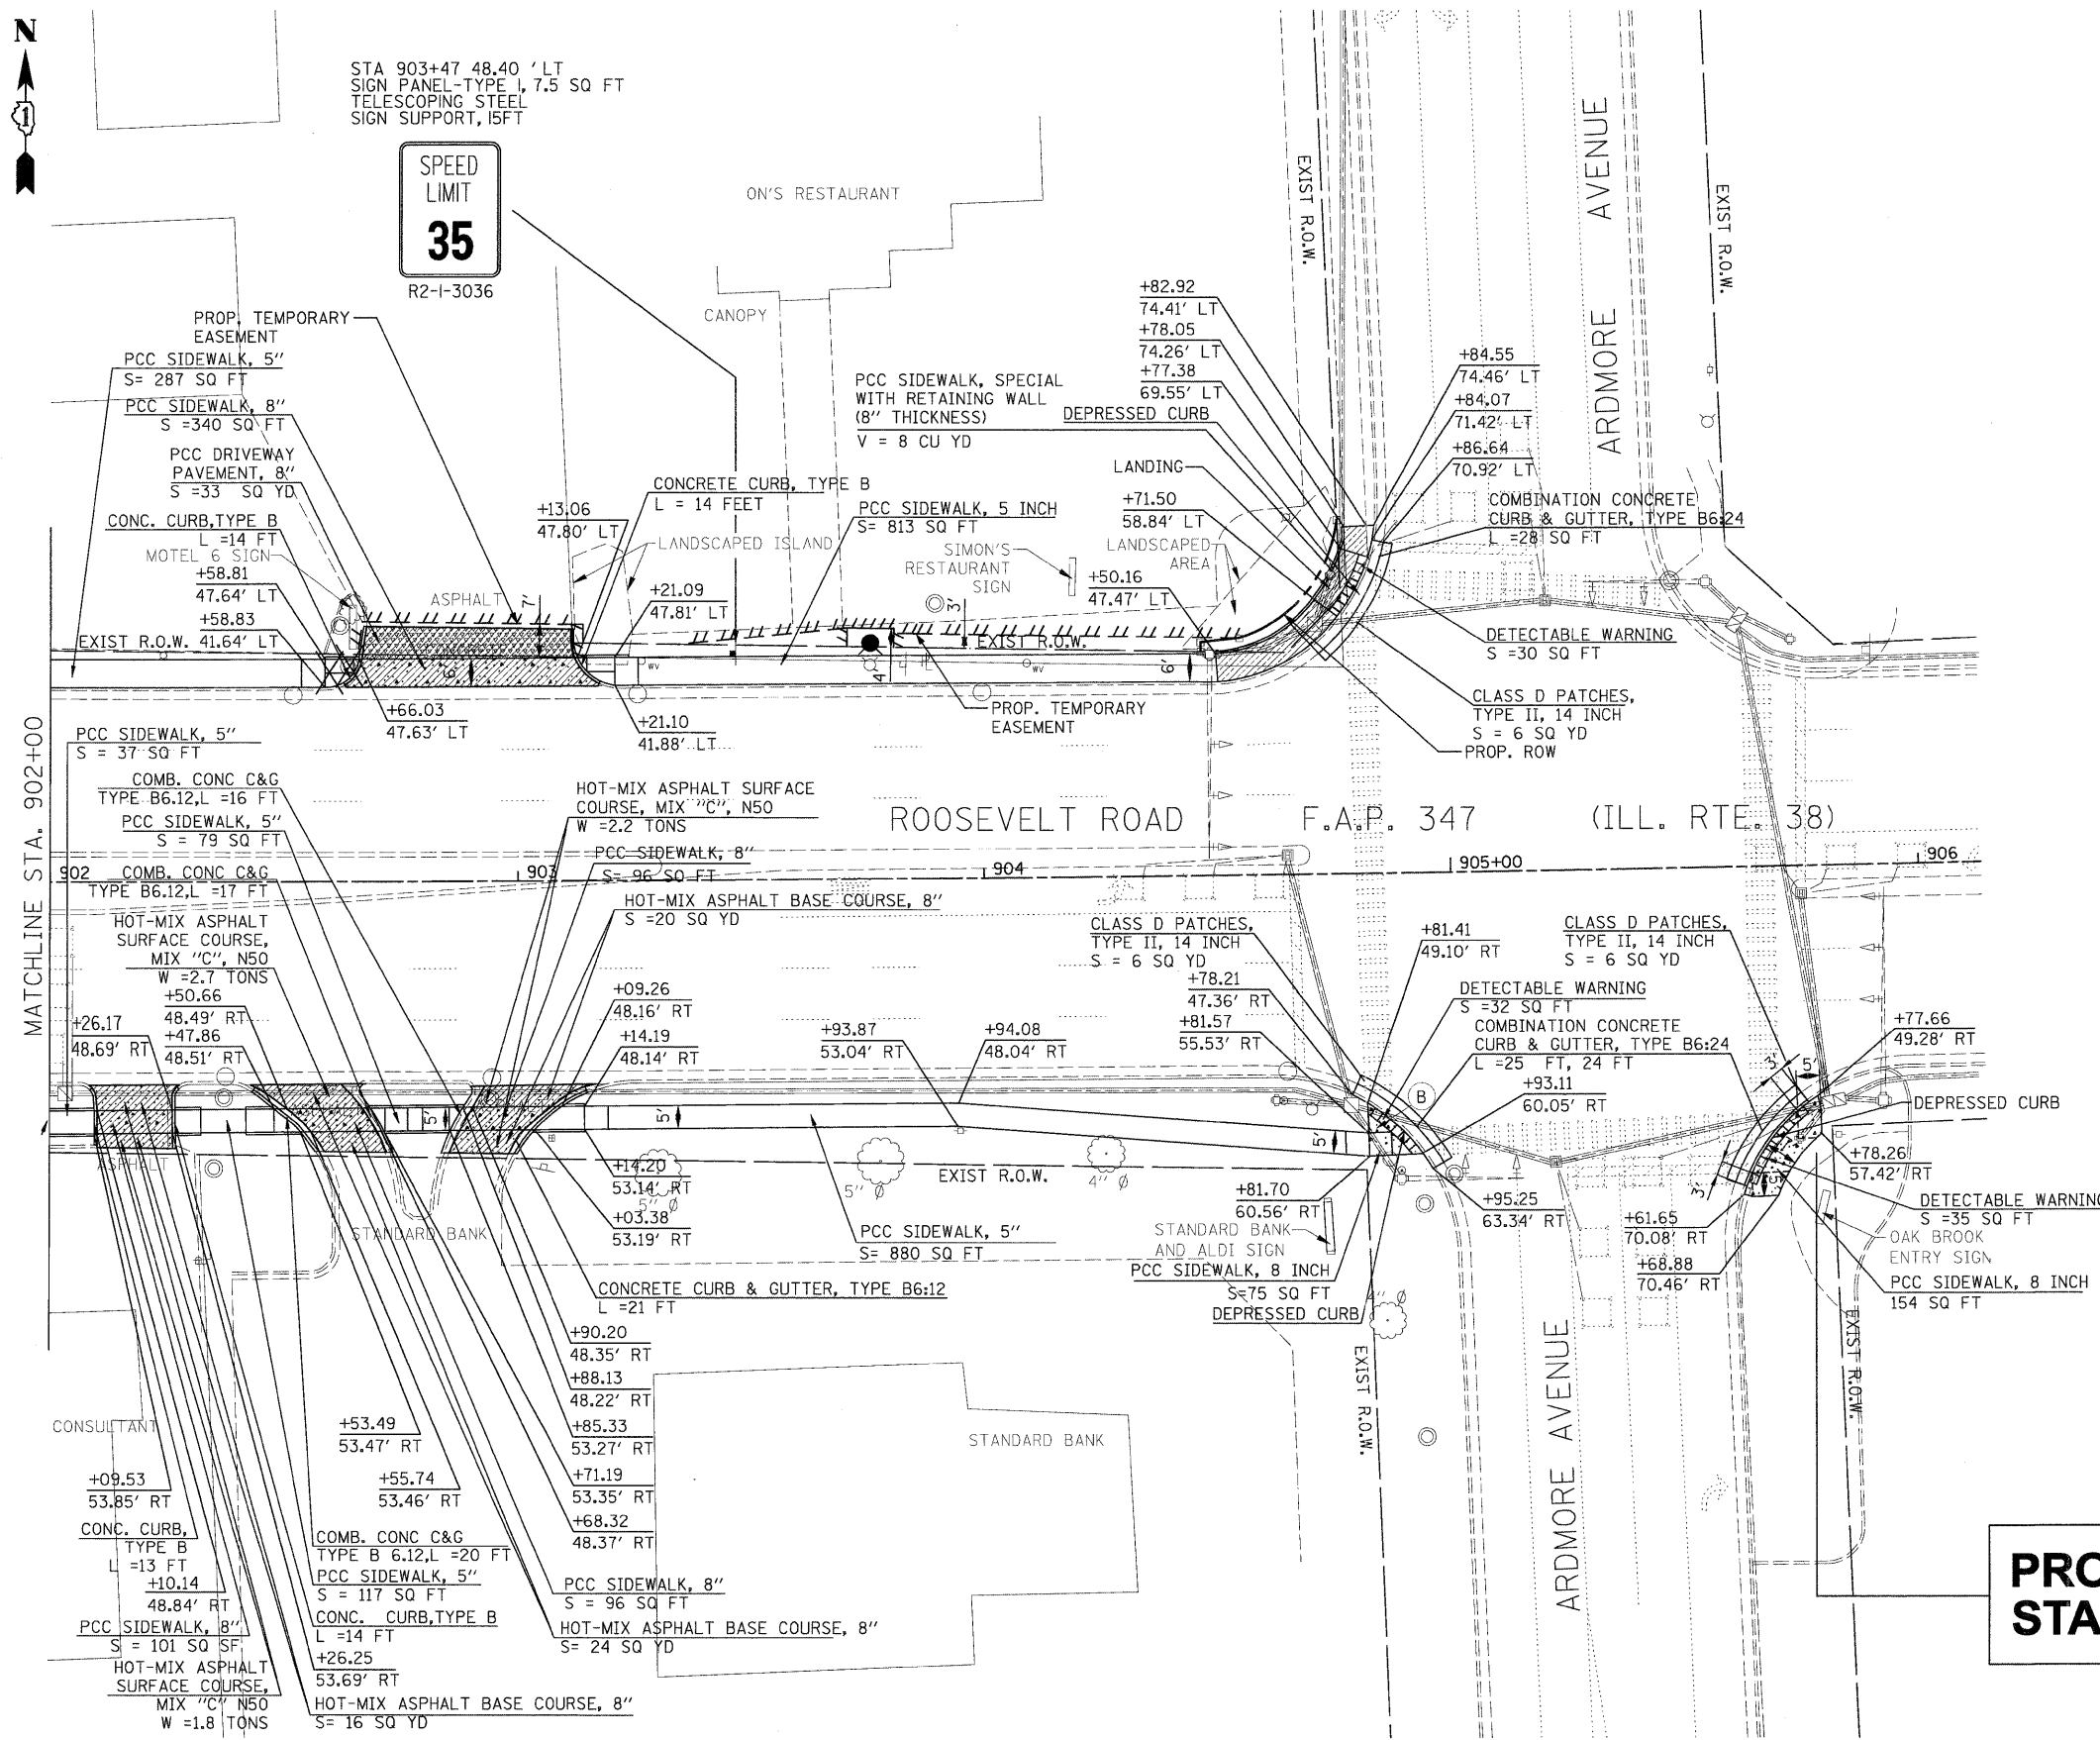 N
1
STA 903+47 48.40 ' LT
SIGN PANEL-TYPE I, 7.5 SQ FT
TELESCOPING STEEL
SIGN SUPPORT, 15FT
SPEED
LIMIT
35
R2-1-3036
ON'S RESTAURANT
CANOPY
PROP. TEMPORARY
EASEMENT
PCC SIDEWALK, 5"
S= 287 SQ FT
PCC SIDEWALK, 8"
S =340 SQ FT
PCC DRIVEWAY
PAVEMENT, 8"
S =33 SQ YD
CONC. CURB,TYPE B
L =14 FT
MOTEL 6 SIGN
+58.81
47.64' LT
+58.83
EXIST R.O.W. 41.64' LT
ASPHALT
7'
6'
+66.03
47.63' LT
+13.06
47.80' LT
CONCRETE CURB, TYPE B
L = 14 FEET
LANDSCAPED ISLAND
+21.09
47.81' LT
+21.10
41.88' LT
WV
PCC SIDEWALK, 5 INCH
S= 813 SQ FT
PCC SIDEWALK, SPECIAL
WITH RETAINING WALL
(8" THICKNESS)
V = 8 CU YD
DEPRESSED CURB
LANDING
+71.50
58.84' LT
SIMON'S
RESTAURANT
SIGN
LANDSCAPED
AREA
+50.16
47.47' LT
3'
4'
6'
WV
EXIST R.O.W.
PROP. TEMPORARY
EASEMENT
+82.92
74.41' LT
+78.05
74.26' LT
+77.38
69.55' LT
+84.55
74.46' LT
+84.07
71.42' LT
+86.64
70.92' LT
COMBINATION CONCRETE
CURB & GUTTER, TYPE B6:24
L =28 SQ FT
DETECTABLE WARNING
S =30 SQ FT
CLASS D PATCHES,
TYPE II, 14 INCH
S = 6 SQ YD
PROP. ROW
EXIST R.O.W.
ARDMORE AVENUE
EXIST R.O.W.
MATCHLINE STA. 902+00
PCC SIDEWALK, 5"
S = 37 SQ FT
COMB. CONC C&G
TYPE B6.12,L =16 FT
PCC SIDEWALK, 5"
S = 79 SQ FT
COMB. CONC C&G
TYPE B6.12,L =17 FT
HOT-MIX ASPHALT
SURFACE COURSE,
MIX "C", N50
W =2.7 TONS
HOT-MIX ASPHALT SURFACE
COURSE, MIX "C", N50
W =2.2 TONS
PCC SIDEWALK, 8"
S= 96 SQ FT
HOT-MIX ASPHALT BASE COURSE, 8"
S =20 SQ YD
ROOSEVELT ROAD F.A.P. 347 (ILL. RTE. 38)
902
903
904
905+00
906
+50.66
48.49' RT
+47.86
48.51' RT
+26.17
48.69' RT
+09.26
48.16' RT
+14.19
48.14' RT
+93.87
53.04' RT
+94.08
48.04' RT
CLASS D PATCHES,
TYPE II, 14 INCH
S = 6 SQ YD
+78.21
47.36' RT
+81.57
55.53' RT
+81.41
49.10' RT
DETECTABLE WARNING
S =32 SQ FT
COMBINATION CONCRETE
CURB & GUTTER, TYPE B6:24
L =25 FT, 24 FT
+93.11
60.05' RT
B
CLASS D PATCHES,
TYPE II, 14 INCH
S = 6 SQ YD
3'
5'
+77.66
49.28' RT
DEPRESSED CURB
+78.26
57.42' RT
DETECTABLE WARNING
S =35 SQ FT
OAK BROOK
ENTRY SIGN
PCC SIDEWALK, 8 INCH
154 SQ FT
3'
5'
+61.65
70.08' RT
+68.88
70.46' RT
+95.25
63.34' RT
5'
5'
5'
ASPHALT
STANDARD BANK
+14.20
53.14' RT
5" Ø
+03.38
53.19' RT
5" Ø
4" Ø
EXIST R.O.W.
PCC SIDEWALK, 5"
S= 880 SQ FT
+81.70
60.56' RT
STANDARD BANK
AND ALDI SIGN
PCC SIDEWALK, 8 INCH
S=75 SQ FT
DEPRESSED CURB
CONCRETE CURB & GUTTER, TYPE B6:12
L =21 FT
+90.20
48.35' RT
+88.13
48.22' RT
+85.33
53.27' RT
+71.19
53.35' RT
+68.32
48.37' RT
STANDARD BANK
EXIST R.O.W.
ARDMORE AVENUE
EXIST R.O.W.
CONSULTANT
+53.49
53.47' RT
+55.74
53.46' RT
+09.53
53.85' RT
CONC. CURB,
TYPE B
L =13 FT
+10.14
48.84' RT
PCC SIDEWALK, 8"
S = 101 SQ SF
HOT-MIX ASPHALT
SURFACE COURSE,
MIX "C" N50
W =1.8 TONS
COMB. CONC C&G
TYPE B 6.12,L =20 FT
PCC SIDEWALK, 5"
S = 117 SQ FT
CONC. CURB,TYPE B
L =14 FT
+26.25
53.69' RT
HOT-MIX ASPHALT BASE COURSE, 8"
S= 16 SQ YD
PCC SIDEWALK, 8"
S = 96 SQ FT
HOT-MIX ASPHALT BASE COURSE, 8"
S= 24 SQ YD
PRO
STA